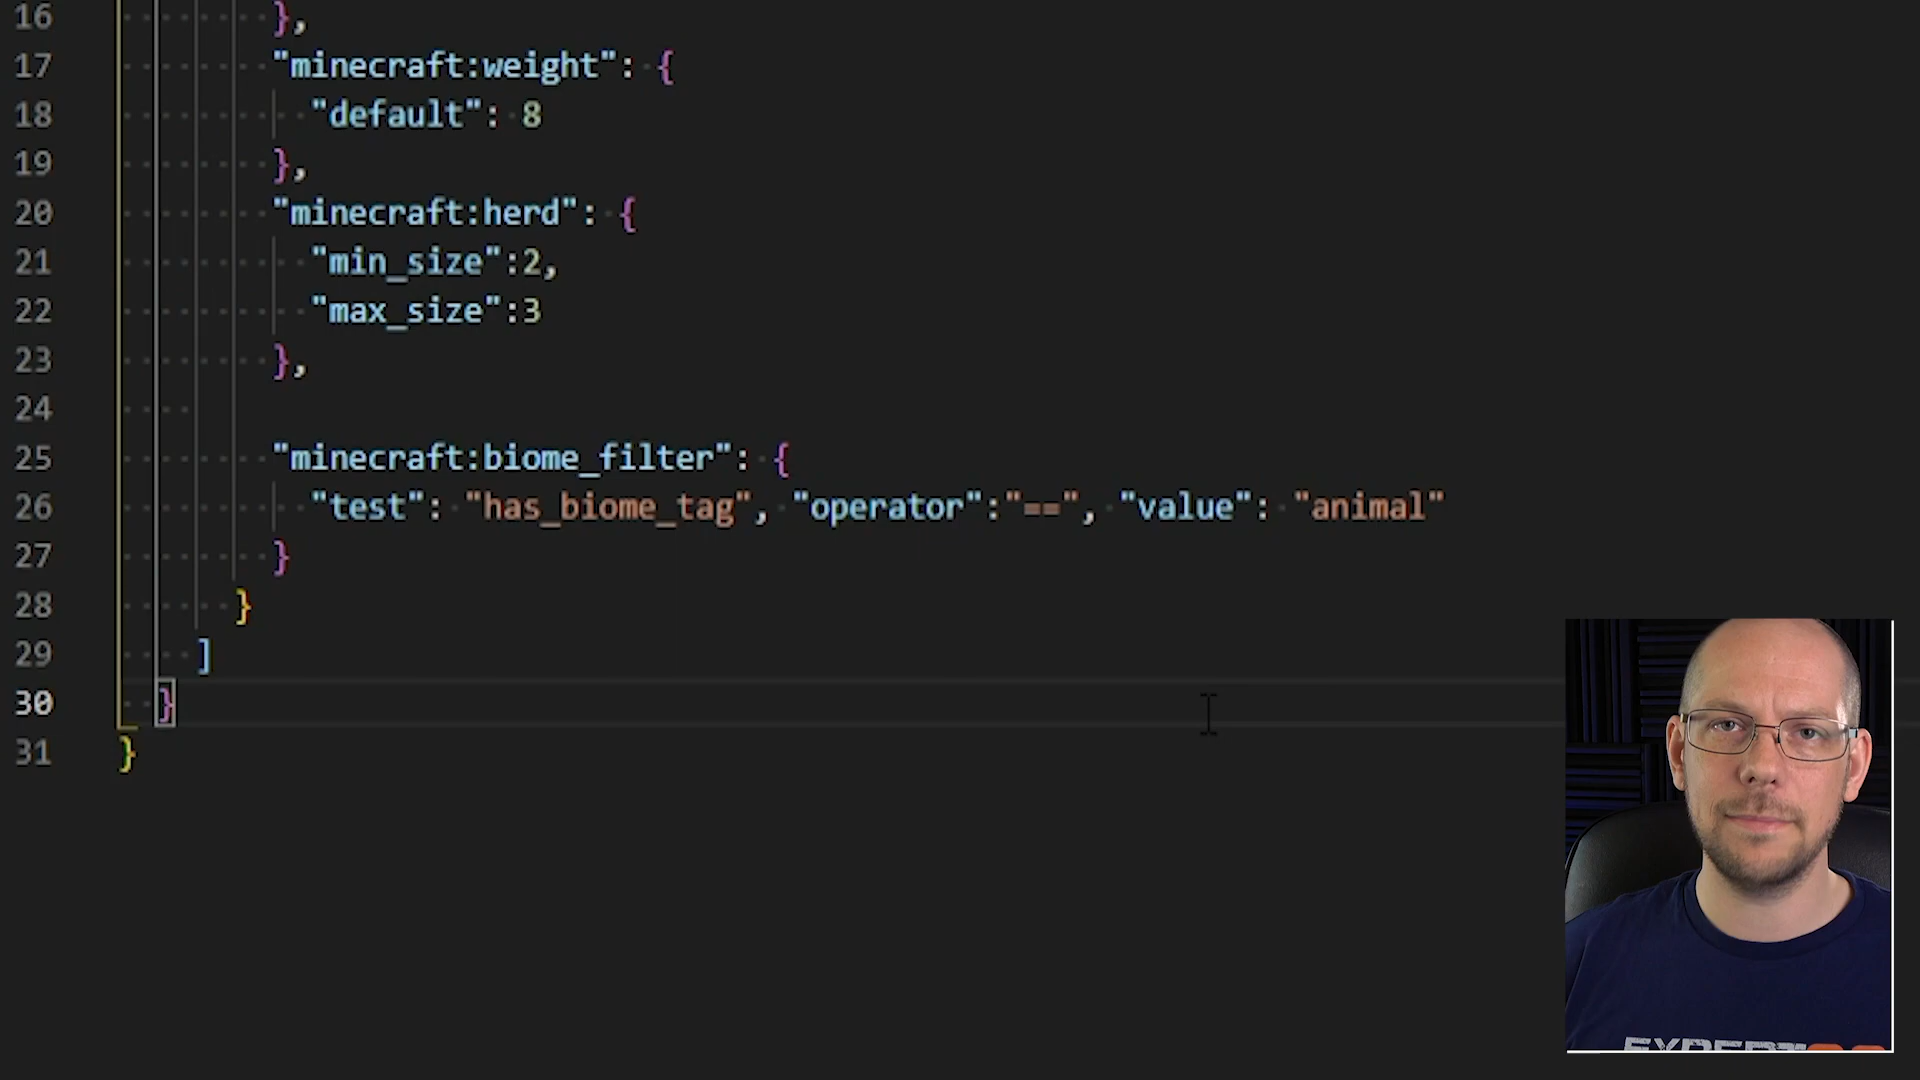 16 },
17 "minecraft:weight": {
18 "default": 8
19 },
20 "minecraft:herd": {
21 "min_size":2,
22 "max_size":3
23 },
24
25 "minecraft:biome_filter": {
26 "test": "has_biome_tag", "operator":"==", "value": "animal"
27 }
28 }
29 ]
30 }
31 }